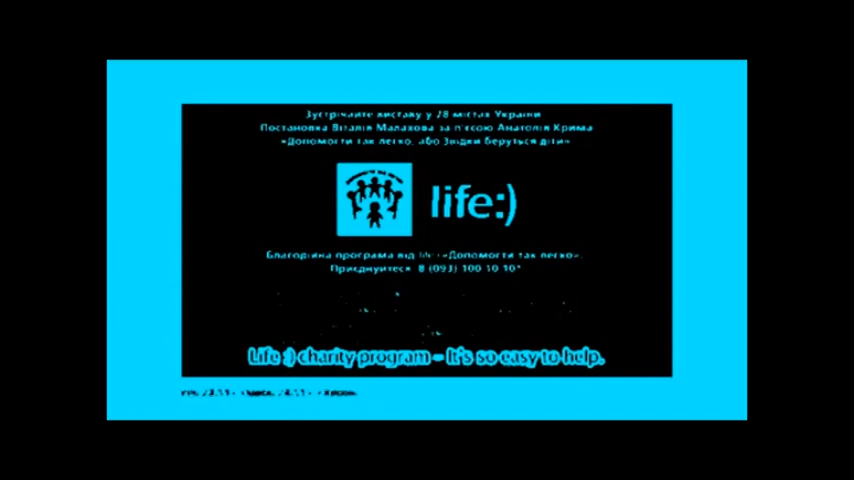 Зустрічайте виставу у 28 містах України
Постановка Віталія Малахова за п'єсою Анатолія Крима
«Допомогти так легко, або Звідки беруться діти»
life:)
Благодійна програма від life:) «Допомогти так легко».
Приєднуйтеся: 8 (093) 100 10 10*
Life :) charity program – It's so easy to help.